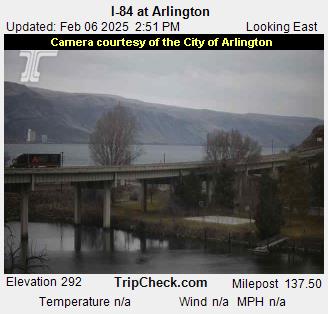 I-84 at Arlington
Updated: Feb 06 2025 2:51 PM Looking East
Camera courtesy of the City of Arlington
Elevation 292 TripCheck.com Milepost 137.50
Temperature n/a Wind n/a MPH n/a